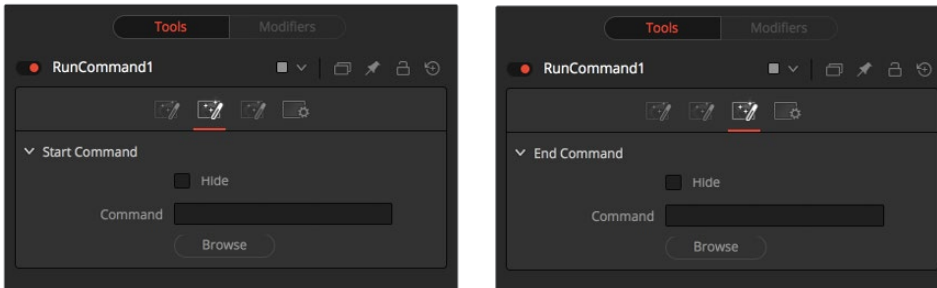 Tools Modifiers
RunCommand1
Start Command
Hide
Command
Browse
Tools Modifiers
RunCommand1
End Command
Hide
Command
Browse